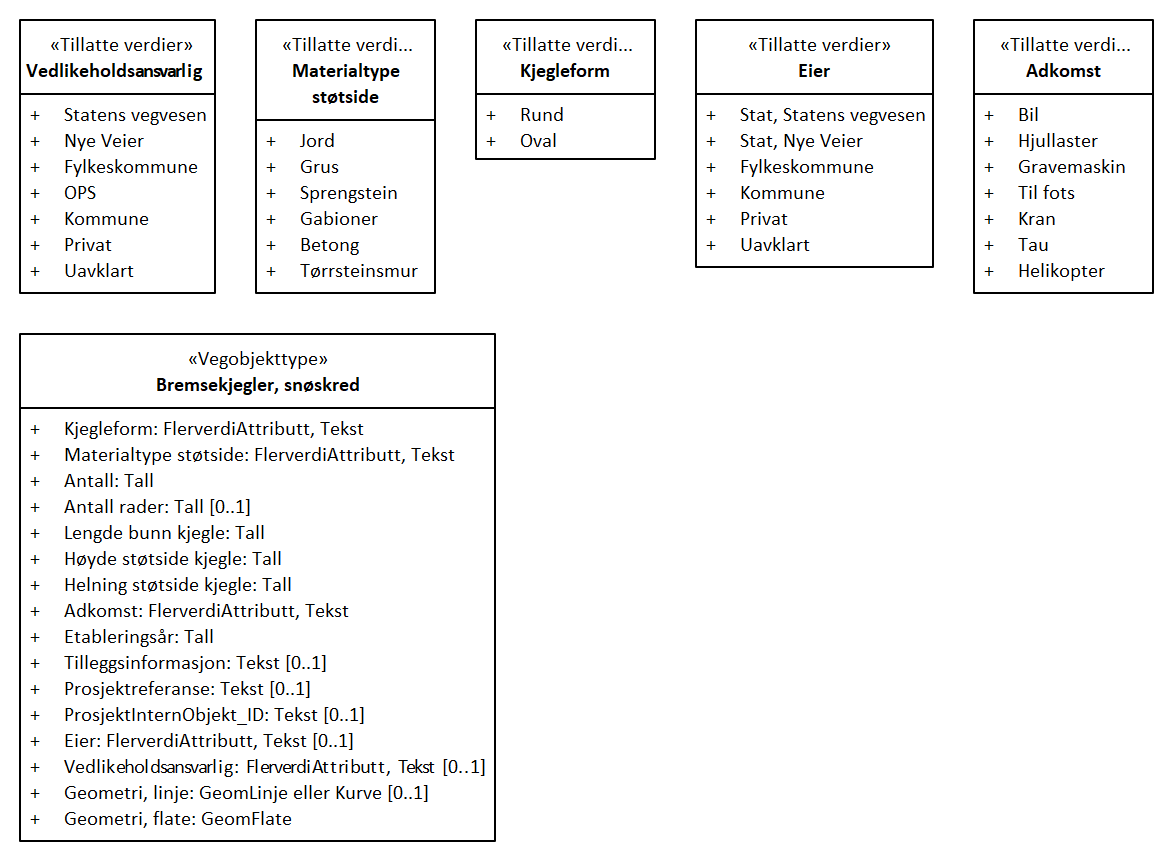 «Tillatte verdier»
Vedlikeholdsansvarlig
+ Statens vegvesen
+ Nye Veier
+ Fylkeskommune
+ OPS
+ Kommune
+ Privat
+ Uavklart
«Tillatte verdi...
Materialtype
støtside
+ Jord
+ Grus
+ Sprengstein
+ Gabioner
+ Betong
+ Tørrsteinsmur
«Tillatte verdi...
Kjegleform
+ Rund
+ Oval
«Tillatte verdier»
Eier
+ Stat, Statens vegvesen
+ Stat, Nye Veier
+ Fylkeskommune
+ Kommune
+ Privat
+ Uavklart
«Tillatte verdi...
Adkomst
+ Bil
+ Hjullaster
+ Gravemaskin
+ Til fots
+ Kran
+ Tau
+ Helikopter
«Vegobjekttype»
Bremsekjegler, snøskred
+ Kjegleform: FlerverdiAttributt, Tekst
+ Materialtype støtside: FlerverdiAttributt, Tekst
+ Antall: Tall
+ Antall rader: Tall [0..1]
+ Lengde bunn kjegle: Tall
+ Høyde støtside kjegle: Tall
+ Helning støtside kjegle: Tall
+ Adkomst: FlerverdiAttributt, Tekst
+ Etableringsår: Tall
+ Tilleggsinformasjon: Tekst [0..1]
+ Prosjektreferanse: Tekst [0..1]
+ ProsjektInternObjekt_ID: Tekst [0..1]
+ Eier: FlerverdiAttributt, Tekst [0..1]
+ Vedlikeholdsansvarlig: FlerverdiAttributt, Tekst [0..1]
+ Geometri, linje: GeomLinje eller Kurve [0..1]
+ Geometri, flate: GeomFlate